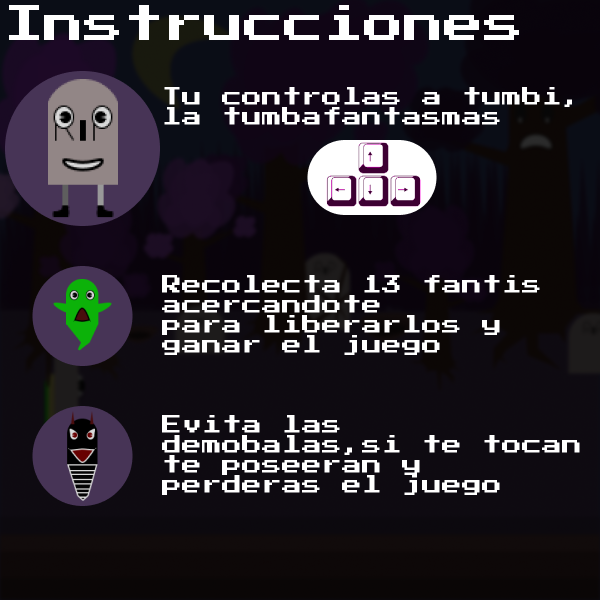 Instrucciones
Tu controlas a tumbi,
la tumbafantasmas
RIP
↑
← ↓ →
Recolecta 13 fantis
acercandote
para liberarlos y
ganar el juego
Evita las
demobalas,si te tocan
te poseeran y
perderas el juego